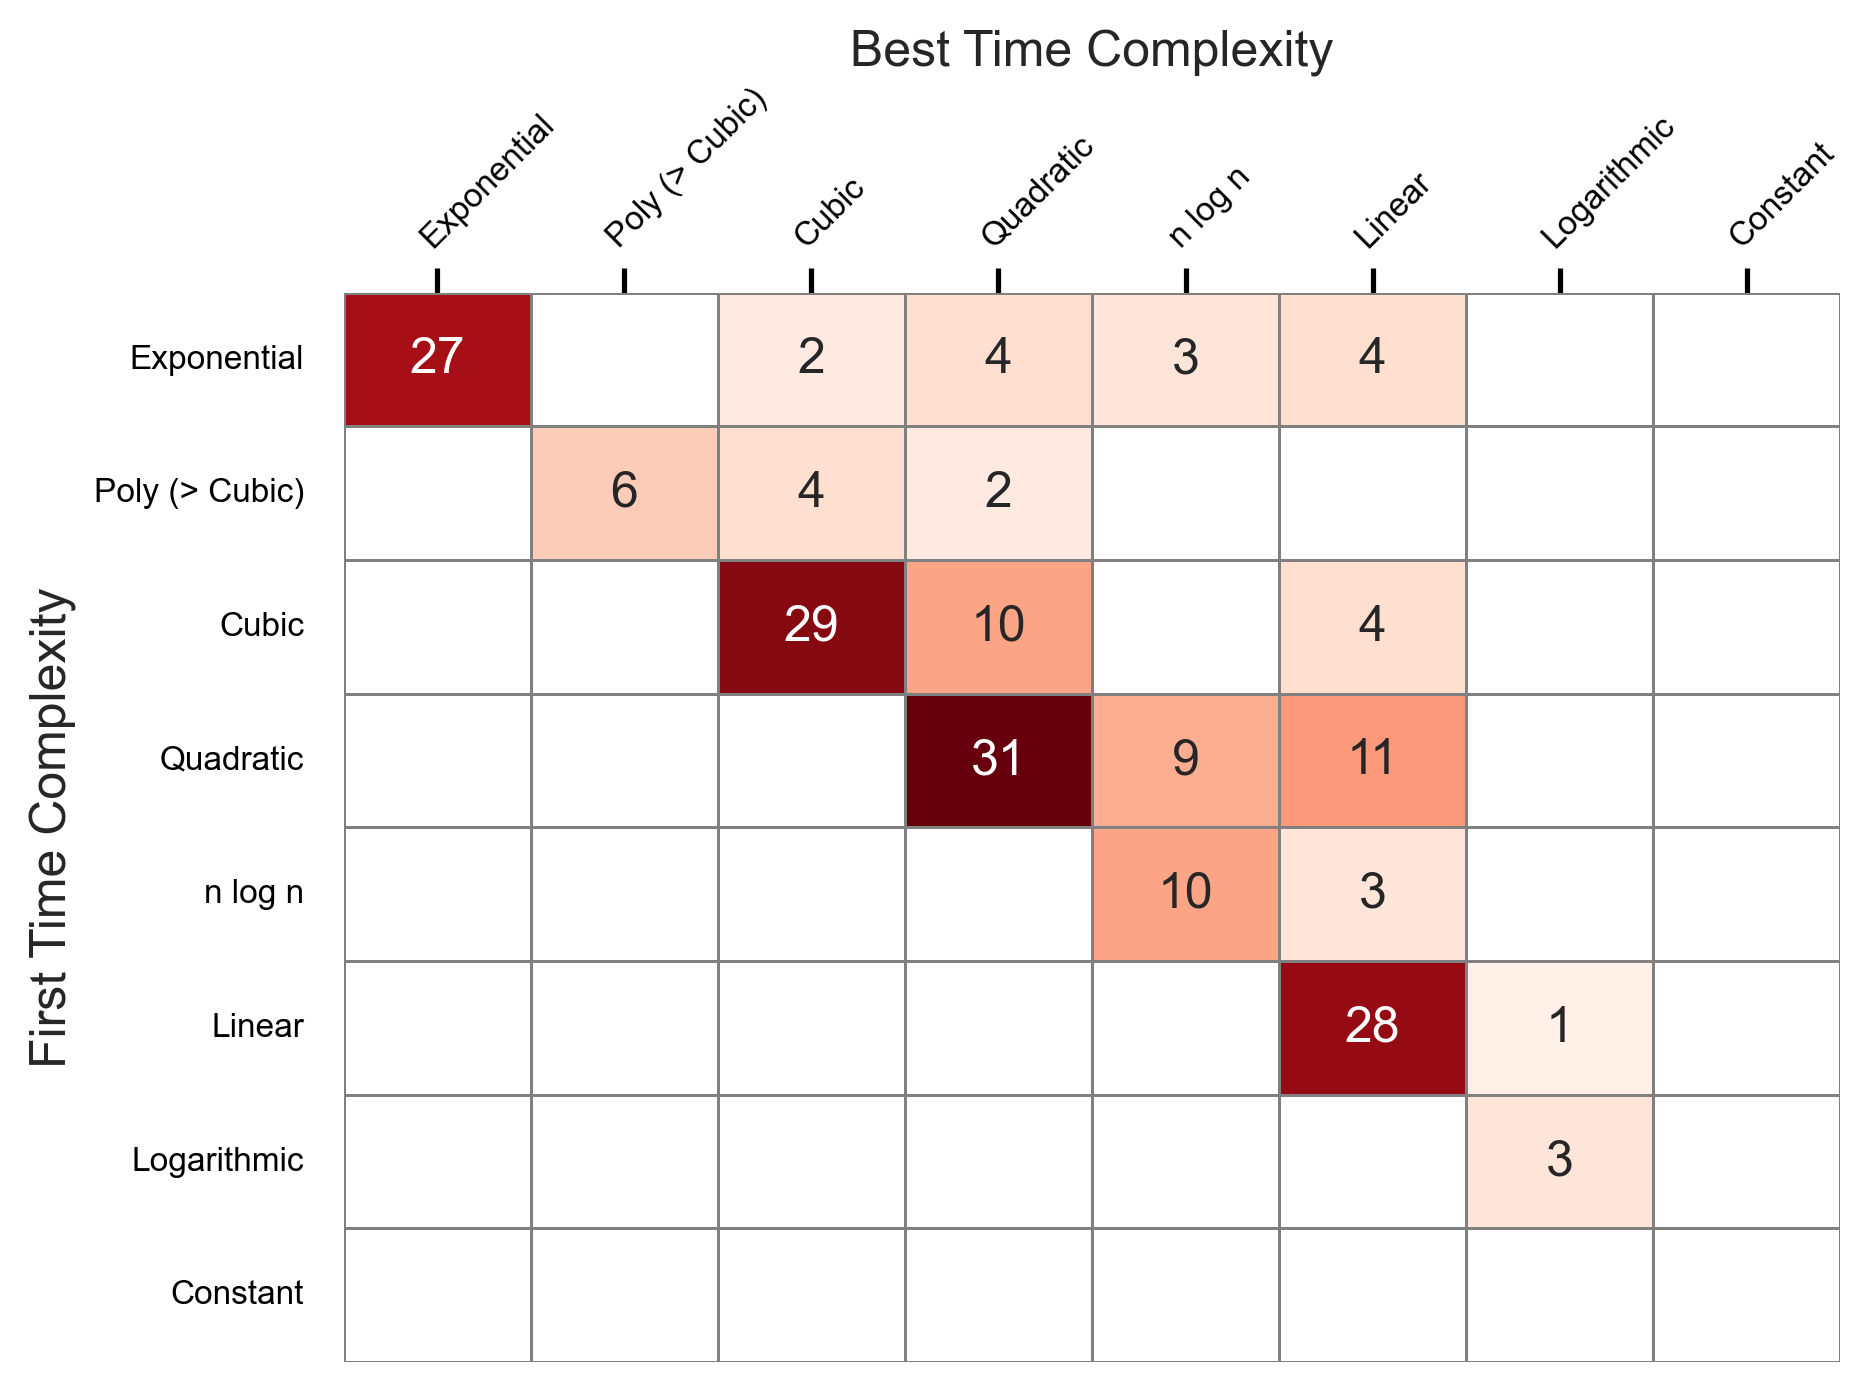 Best Time Complexity
Exponential
Poly (> Cubic)
Cubic
Quadratic
n log n
Linear
Logarithmic
Constant
First Time Complexity
Exponential 27 2 4 3 4
Poly (> Cubic) 6 4 2
Cubic 29 10 4
Quadratic 31 9 11
n log n 10 3
Linear 28 1
Logarithmic 3
Constant